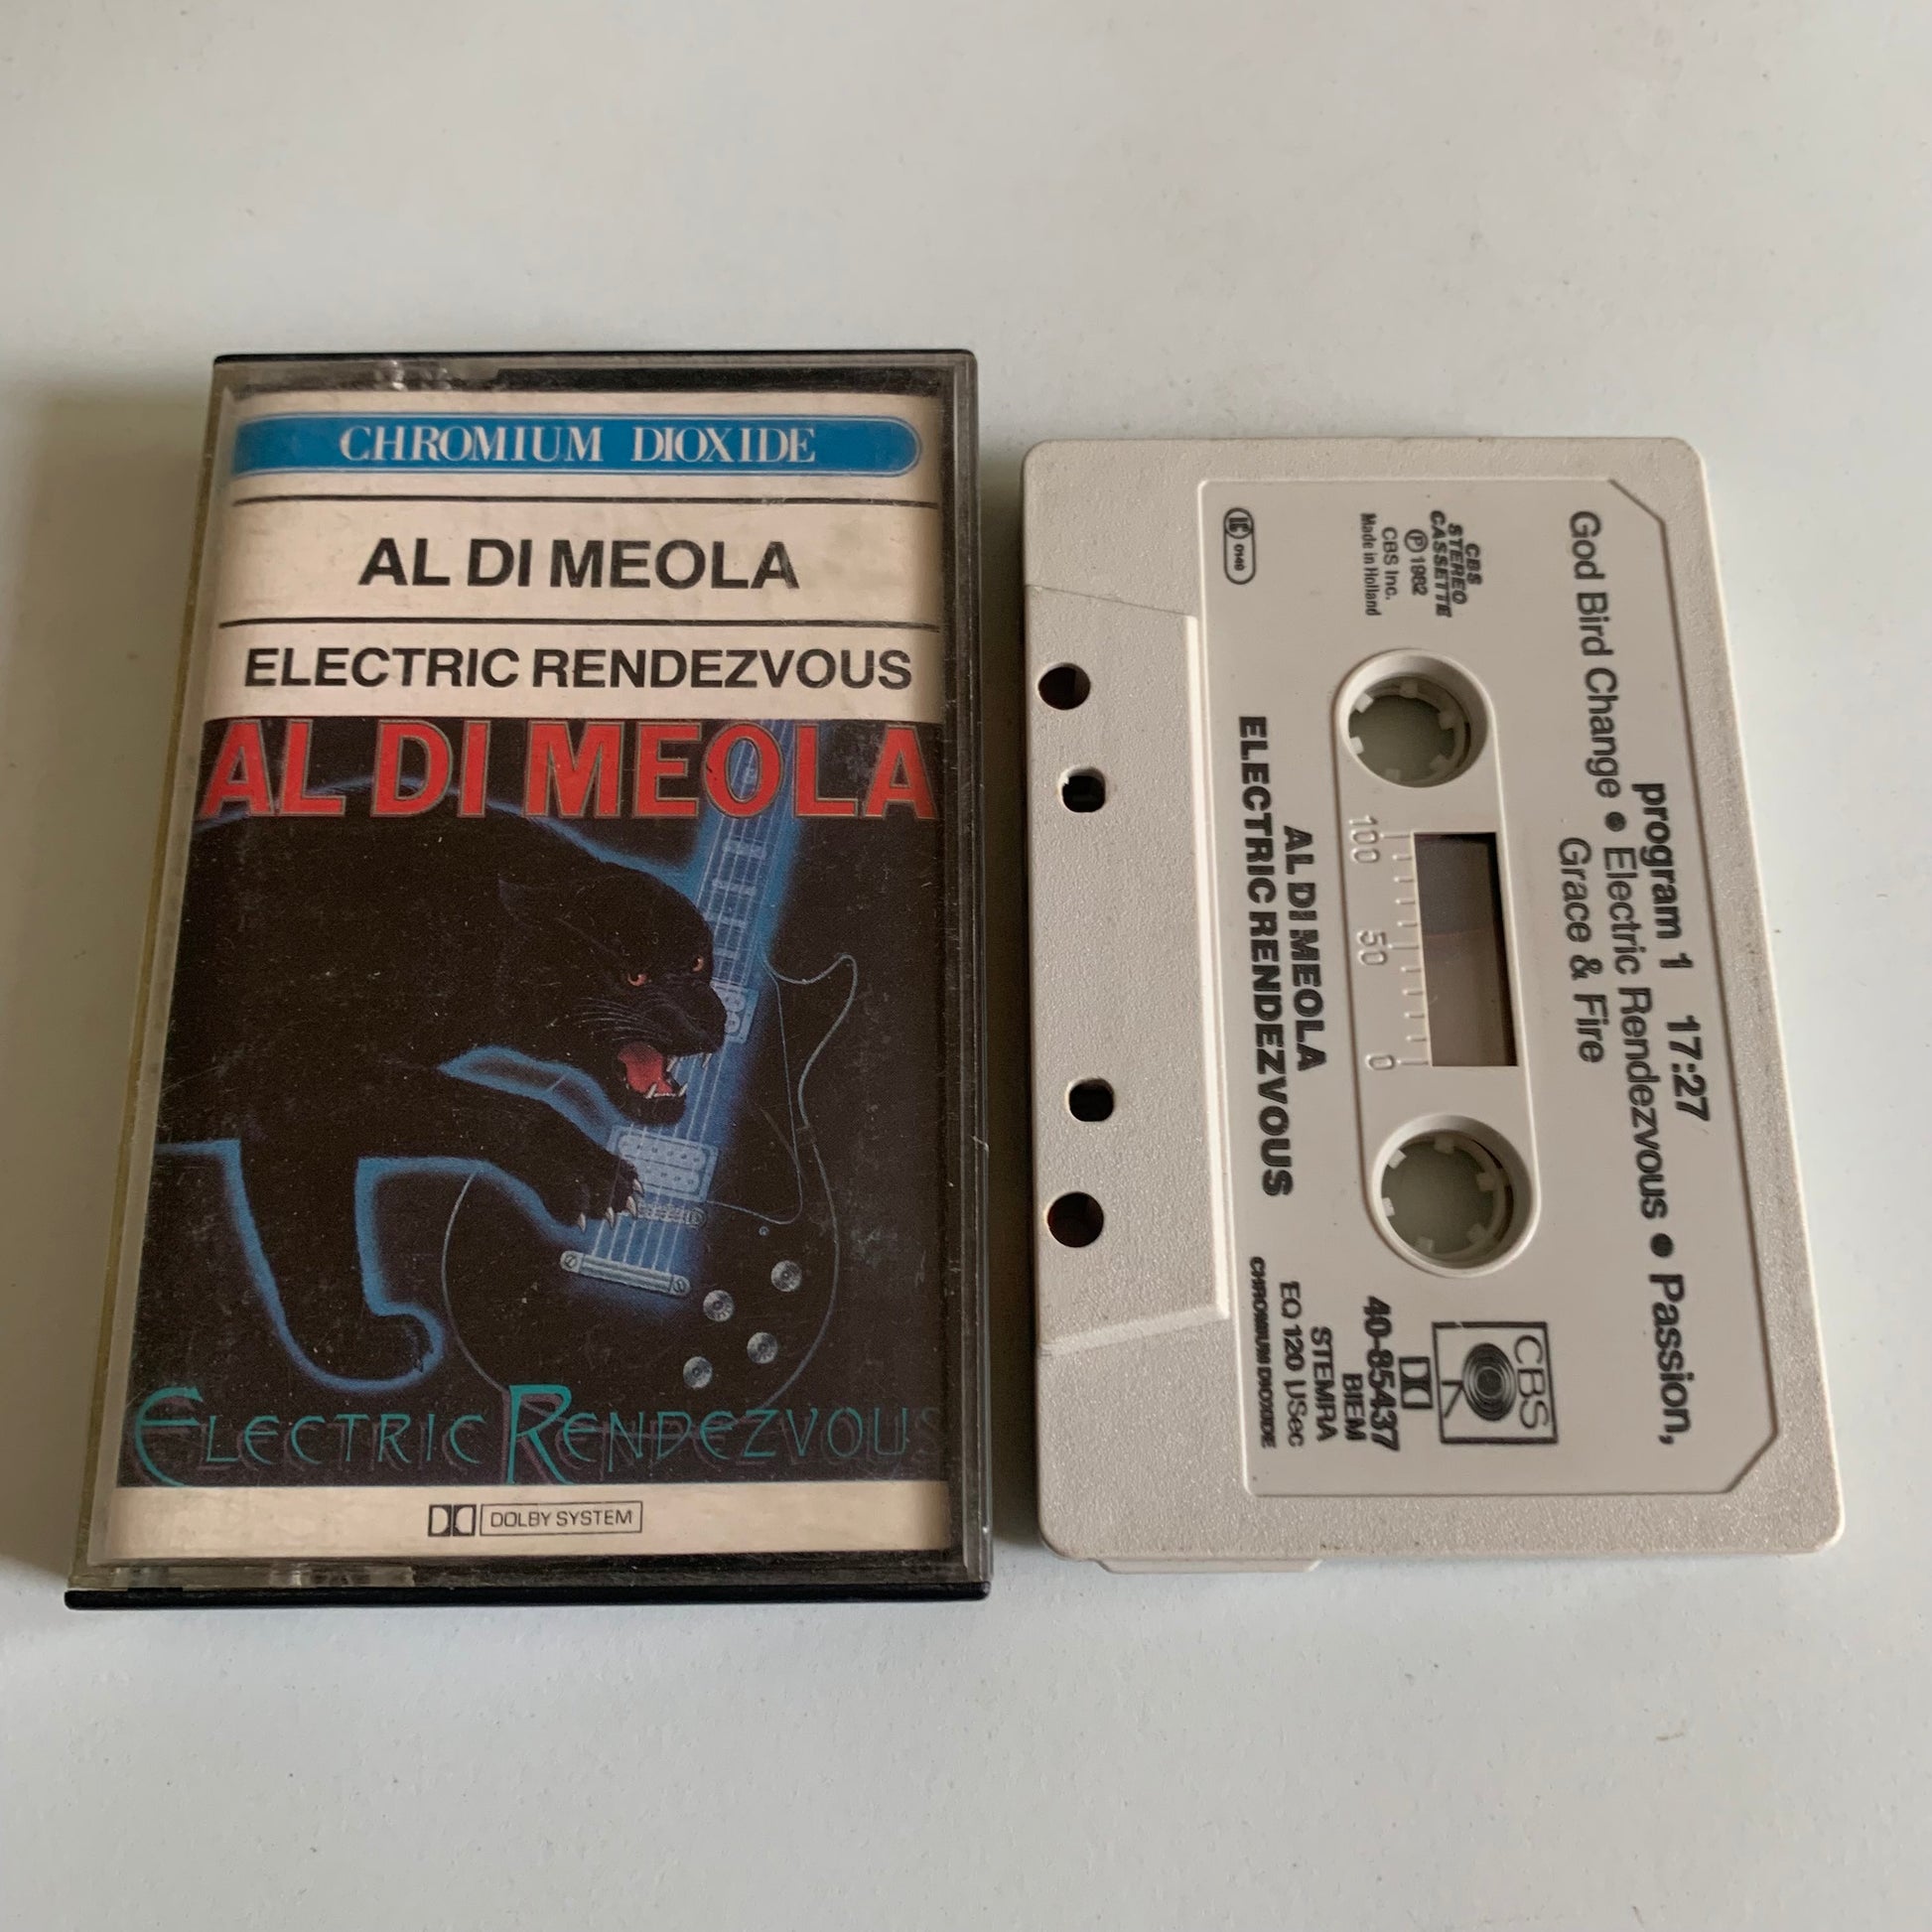 CHROMIUM DIOXIDE
AL DI MEOLA
ELECTRIC RENDEZVOUS
AL DI MEOLA
ELECTRIC RENDEZVOUS
DOLBY SYSTEM
program 1 17:27
God Bird Change ● Electric Rendezvous ● Passion,
Grace & Fire
CBS
STEREO
CASSETTE
Ⓟ 1982
CBS Inc.
Made in Holland
CBS
40-85437
BIEM
STEMRA
EQ 120 µSec
CHROMIUM DIOXIDE
100 50 0
AL DI MEOLA
ELECTRIC RENDEZVOUS
0140